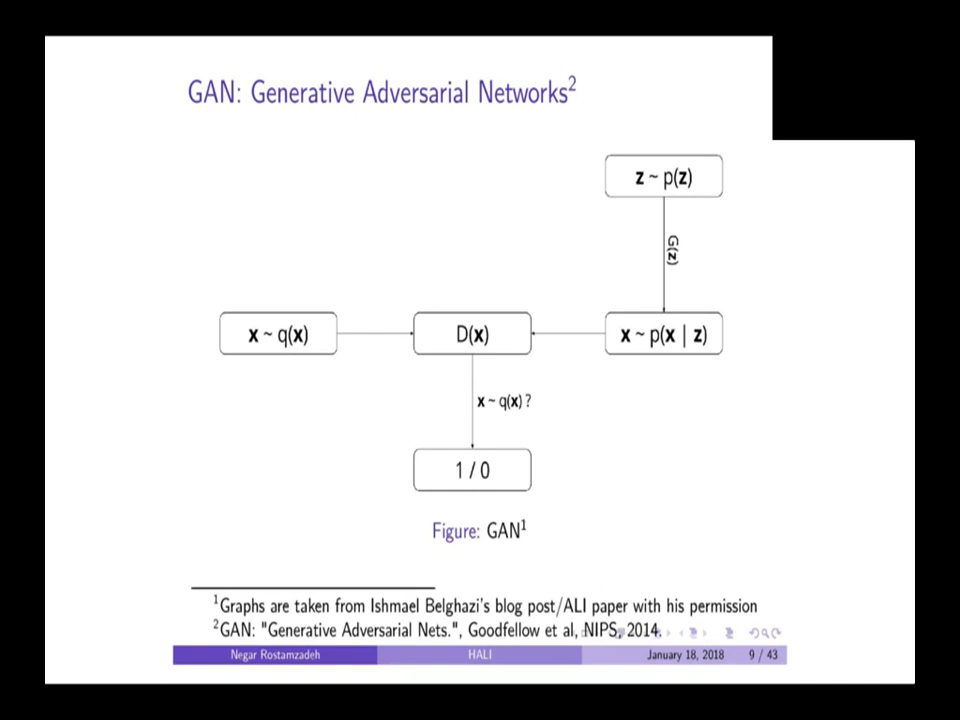 GAN: Generative Adversarial Networks²
z ~ p(z)
G(z)
x ~ q(x)
D(x)
x ~ p(x | z)
x ~ q(x) ?
1 / 0
Figure: GAN¹
¹Graphs are taken from Ishmael Belghazi's blog post/ALI paper with his permission
²GAN: "Generative Adversarial Nets.", Goodfellow et al, NIPS, 2014.
Negar Rostamzadeh HALI January 18, 2018 9 / 43